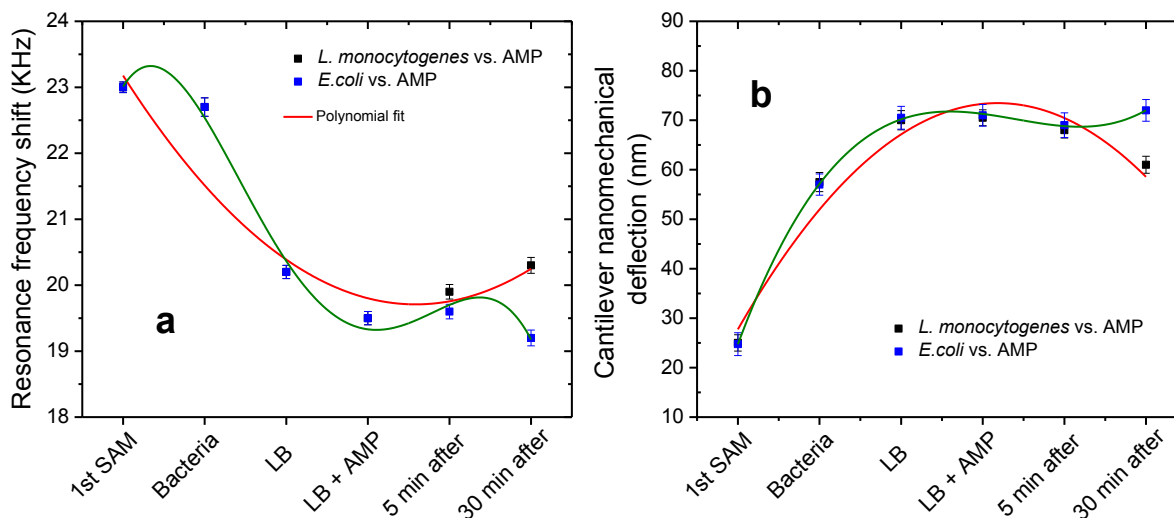 Resonance frequency shift (KHz)
24
23
22
21
20
19
18
L. monocytogenes vs. AMP
E.coli vs. AMP
Polynomial fit
a
1st SAM
Bacteria
LB
LB + AMP
5 min after
30 min after
Cantilever nanomechanical
deflection (nm)
90
80
70
60
50
40
30
20
10
b
L. monocytogenes vs. AMP
E.coli vs. AMP
1st SAM
Bacteria
LB
LB + AMP
5 min after
30 min after